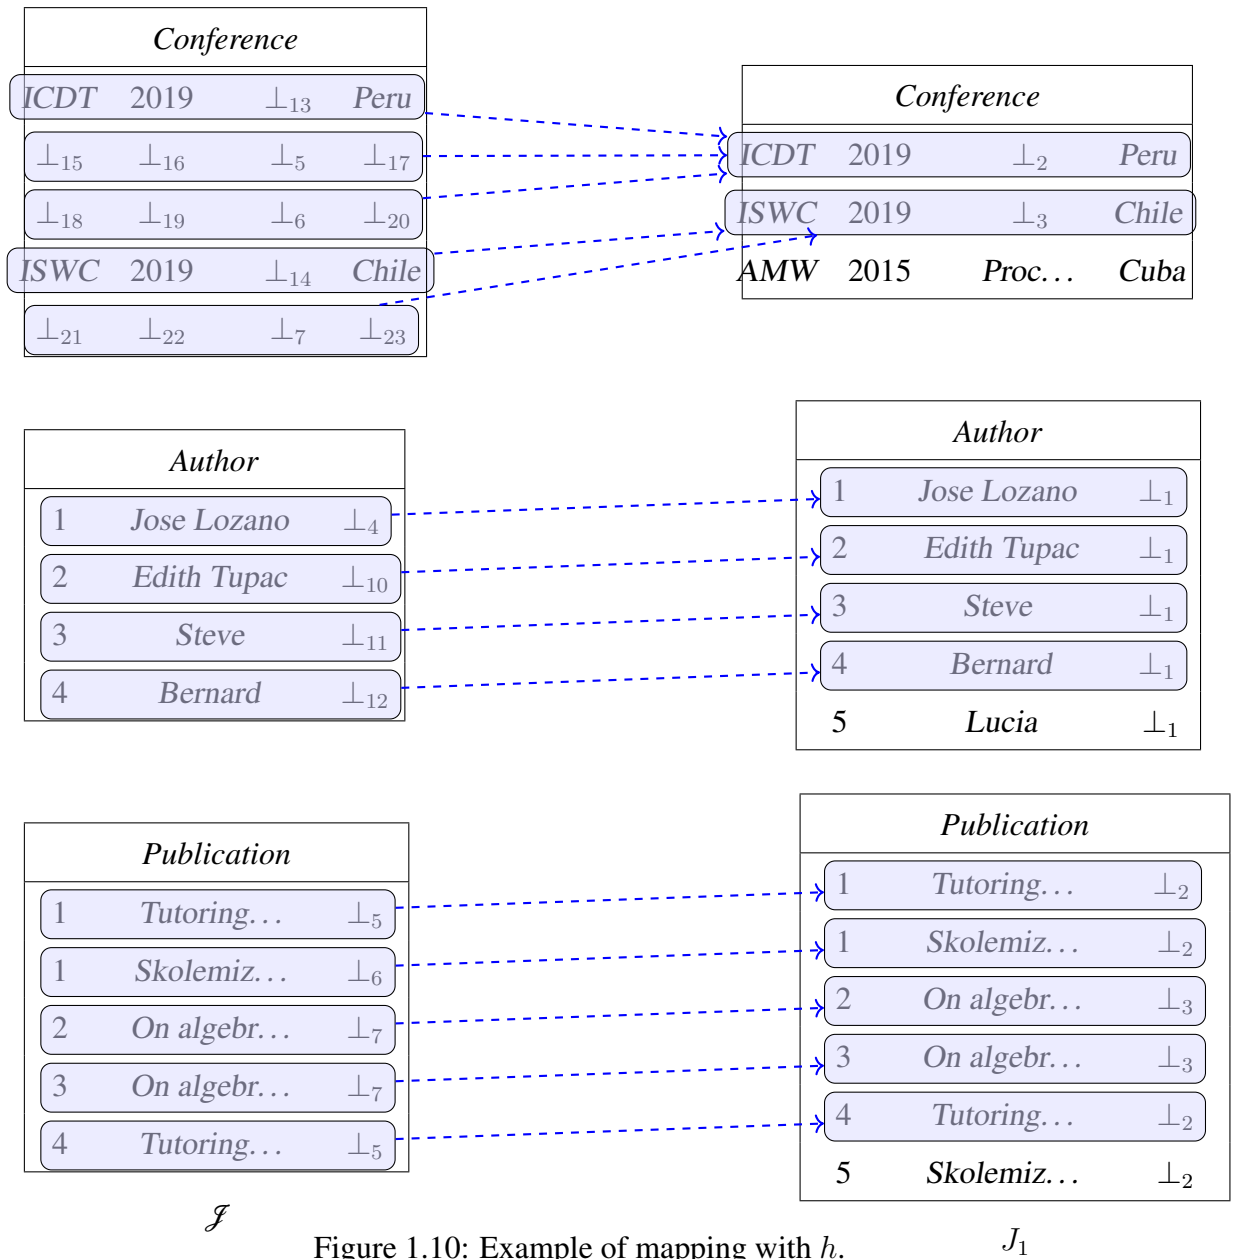 Conference
ICDT 2019 ⊥13 Peru
⊥15 ⊥16 ⊥5 ⊥17
⊥18 ⊥19 ⊥6 ⊥20
ISWC 2019 ⊥14 Chile
⊥21 ⊥22 ⊥7 ⊥23
Conference
ICDT 2019 ⊥2 Peru
ISWC 2019 ⊥3 Chile
AMW 2015 Proc... Cuba
Author
1 Jose Lozano ⊥4
2 Edith Tupac ⊥10
3 Steve ⊥11
4 Bernard ⊥12
Author
1 Jose Lozano ⊥1
2 Edith Tupac ⊥1
3 Steve ⊥1
4 Bernard ⊥1
5 Lucia ⊥1
Publication
1 Tutoring... ⊥5
1 Skolemiz... ⊥6
2 On algebr... ⊥7
3 On algebr... ⊥7
4 Tutoring... ⊥5
𝒥
Publication
1 Tutoring... ⊥2
1 Skolemiz... ⊥2
2 On algebr... ⊥3
3 On algebr... ⊥3
4 Tutoring... ⊥2
5 Skolemiz... ⊥2
J1
Figure 1.10: Example of mapping with h.